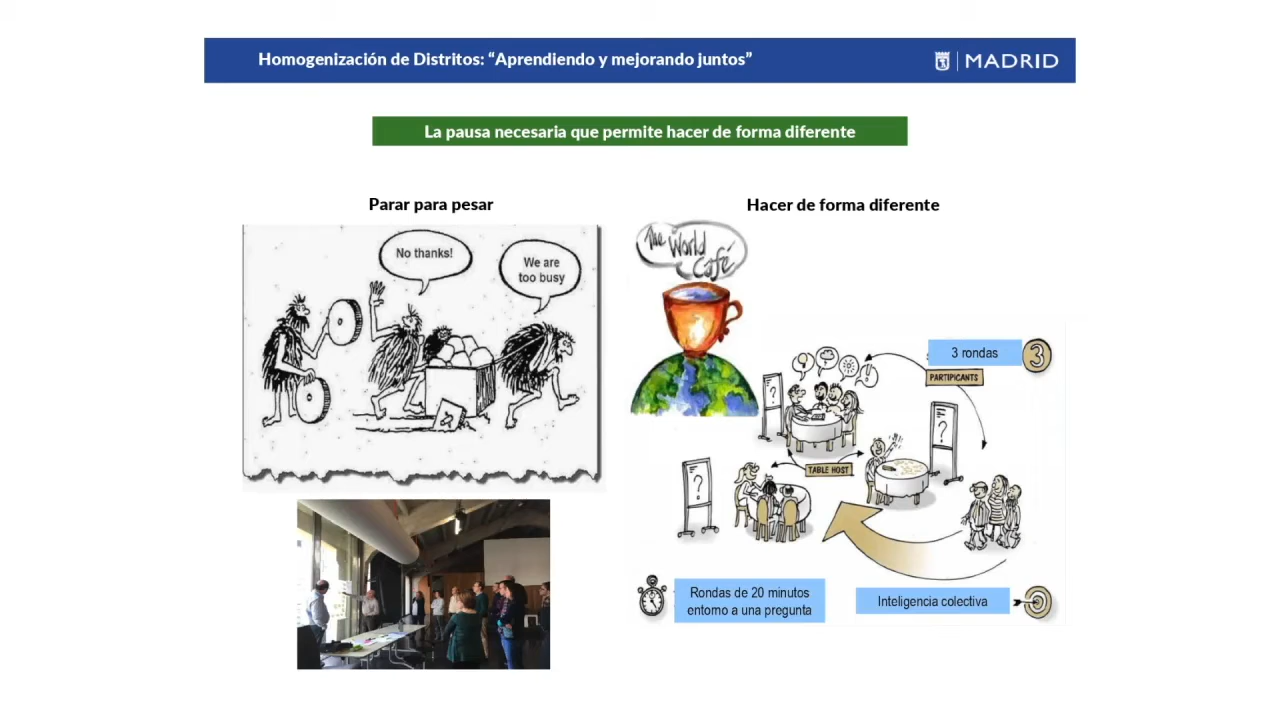 Homogenización de Distritos: “Aprendiendo y mejorando juntos”
MADRID
La pausa necesaria que permite hacer de forma diferente
Parar para pesar
No thanks!
We are
too busy
Hacer de forma diferente
The World
Café
3 rondas
3
PARTIPICANTS
?
?
TABLE HOST
?
Rondas de 20 minutos
entorno a una pregunta
Inteligencia colectiva